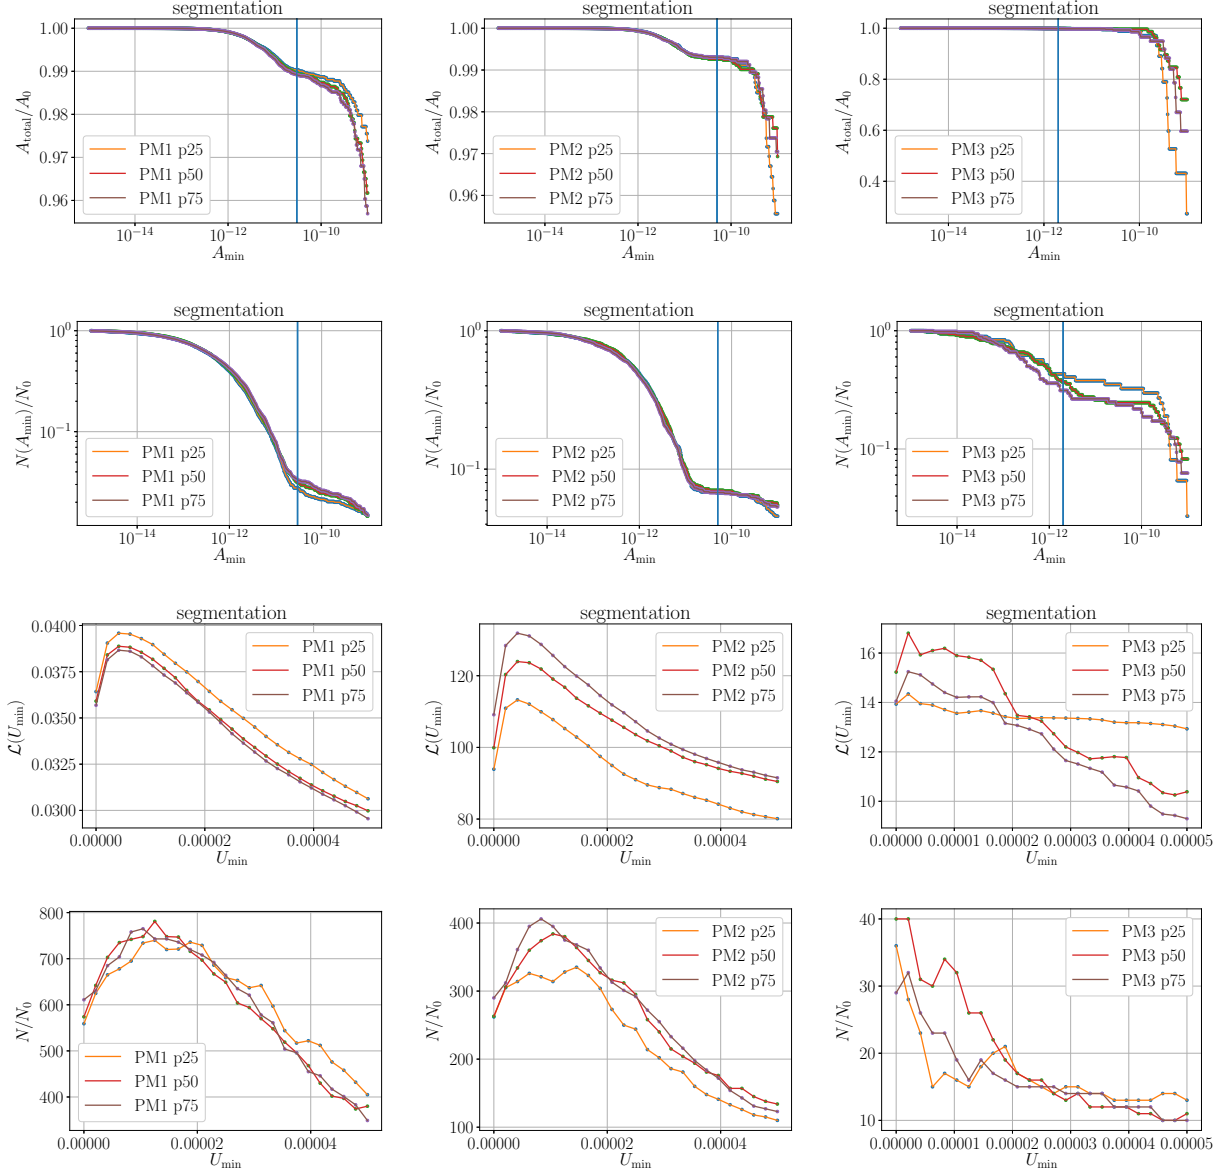 segmentation segmentation segmentation
1.00 1.00 1.0
0.99 0.99 0.8
0.98 0.98 0.6
0.97 0.97 0.4
0.96 0.96
A_total/A_0 A_total/A_0 A_total/A_0
PM1 p25 PM2 p25 PM3 p25
PM1 p50 PM2 p50 PM3 p50
PM1 p75 PM2 p75 PM3 p75
10^−14 10^−12 10^−10 10^−14 10^−12 10^−10 10^−14 10^−12 10^−10
A_min A_min A_min
segmentation segmentation segmentation
10^0 10^0 10^0
10^−1 10^−1 10^−1
N(A_min)/N_0 N(A_min)/N_0 N(A_min)/N_0
PM1 p25 PM2 p25 PM3 p25
PM1 p50 PM2 p50 PM3 p50
PM1 p75 PM2 p75 PM3 p75
10^−14 10^−12 10^−10 10^−14 10^−12 10^−10 10^−14 10^−12 10^−10
A_min A_min A_min
segmentation segmentation segmentation
0.0400 120 16
0.0375 100 14
0.0350 80 12
0.0325 10
0.0300
ℒ(U_min) ℒ(U_min) ℒ(U_min)
PM1 p25 PM2 p25 PM3 p25
PM1 p50 PM2 p50 PM3 p50
PM1 p75 PM2 p75 PM3 p75
0.00000 0.00002 0.00004 0.00000 0.00002 0.00004 0.00000 0.00001 0.00002 0.00003 0.00004 0.00005
U_min U_min U_min
800 400 40
700 300 30
600 200 20
500 100 10
400
N/N_0 N/N_0 N/N_0
PM1 p25 PM2 p25 PM3 p25
PM1 p50 PM2 p50 PM3 p50
PM1 p75 PM2 p75 PM3 p75
0.00000 0.00002 0.00004 0.00000 0.00002 0.00004 0.00000 0.00001 0.00002 0.00003 0.00004 0.00005
U_min U_min U_min